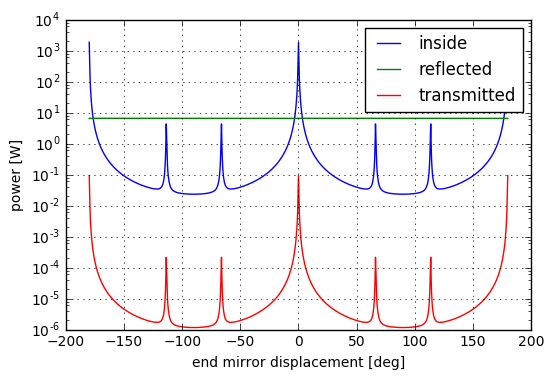 10^4
10^3
10^2
10^1
10^0
10^-1
10^-2
10^-3
10^-4
10^-5
10^-6
power [W]
inside
reflected
transmitted
−200 −150 −100 −50 0 50 100 150 200
end mirror displacement [deg]